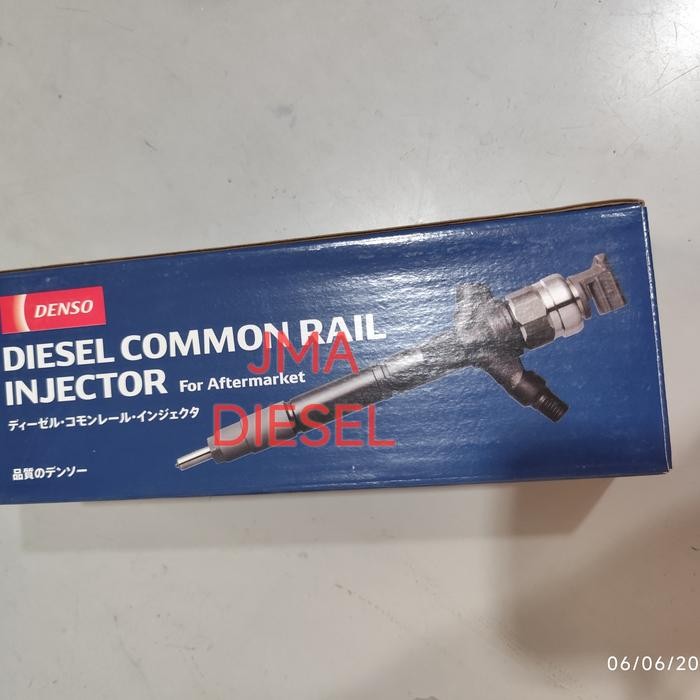 DENSO
DIESEL COMMON RAIL
INJECTOR For Aftermarket
ディーゼル・コモンレール・インジェクタ
品質のデンソー
JMA
DIESEL
06/06/20